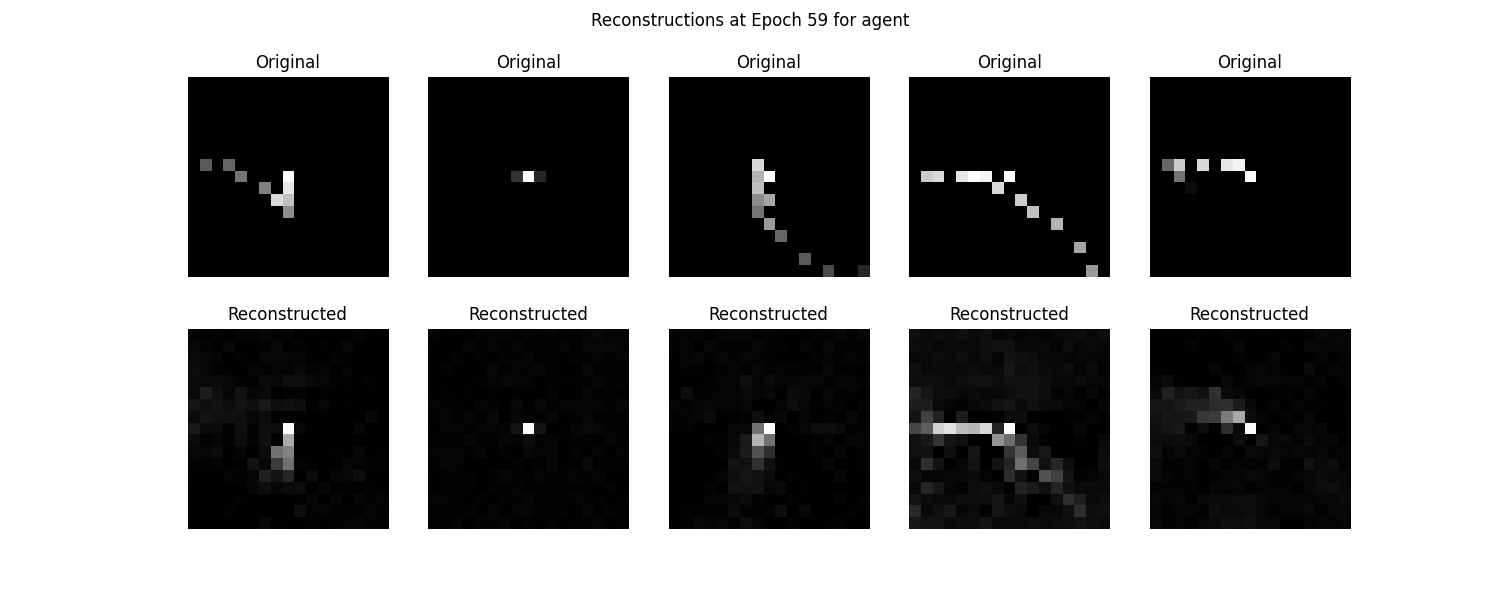 Reconstructions at Epoch 59 for agent
Original Original Original Original Original
Reconstructed Reconstructed Reconstructed Reconstructed Reconstructed